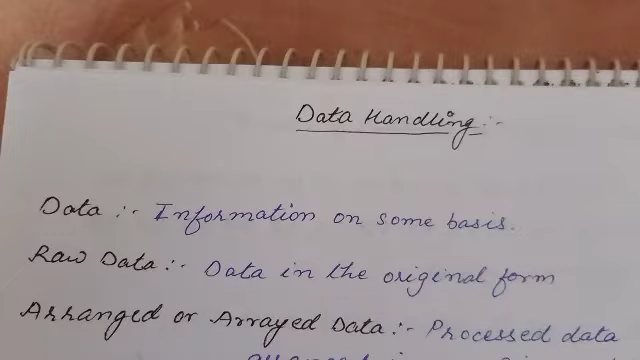 Data Handling :-
Data :- Information on some basis.
Raw Data :- Data in the original form
Arranged or Arrayed Data :- Processed data